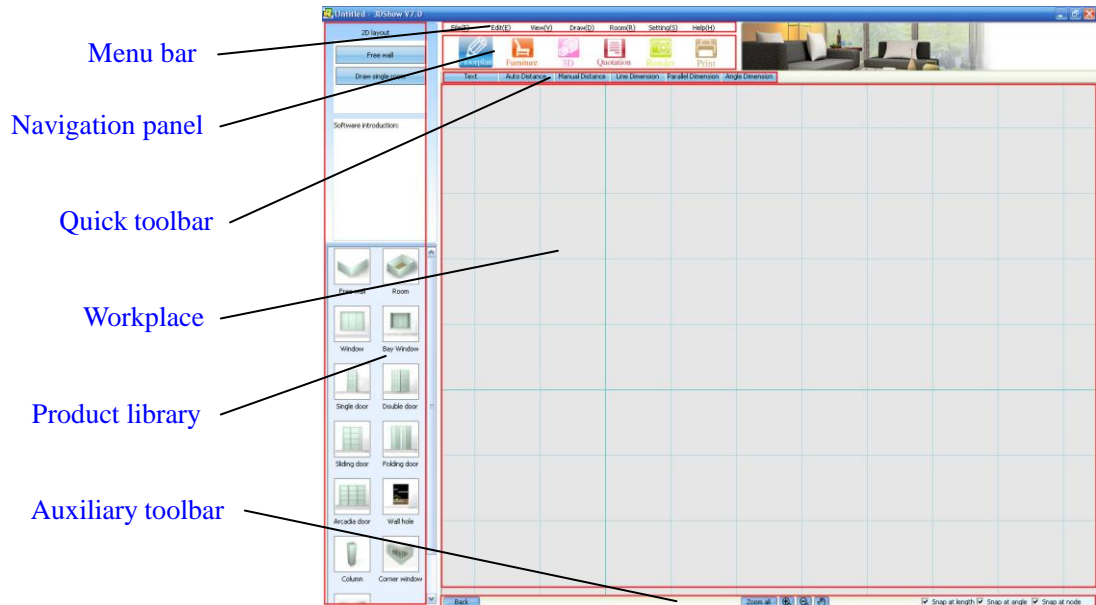 Untitled - JDShow V7.0
File(F) Edit(E) View(V) Draw(D) Room(R) Setting(S) Help(H)
Menu bar
Navigation panel
Quick toolbar
Workplace
Product library
Auxiliary toolbar
2D layout
Free wall
Draw single room
Software introduction:
Floorplan Furniture 3D Quotation Render Print
Text Auto Distance Manual Distance Line Dimension Parallel Dimension Angle Dimension
Free wall Room
Window Bay Window
Single door Double door
Sliding door Folding door
Arcadia door Wall hole
Column Corner window
Back Zoom all Snap at length Snap at angle Snap at node